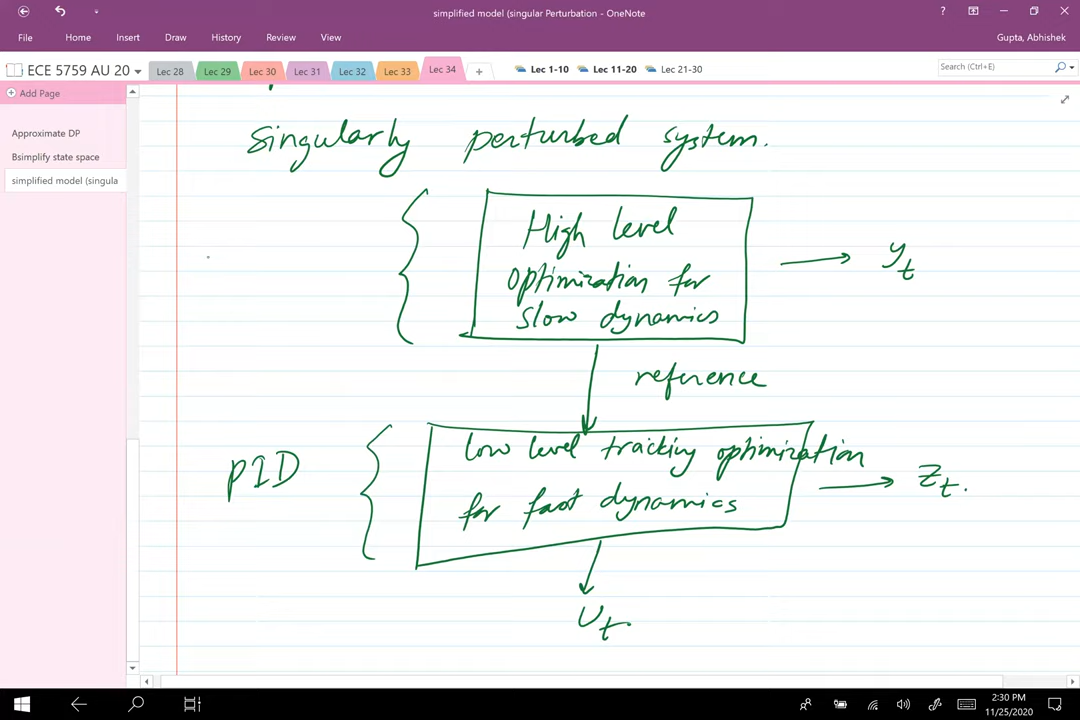 simplified model (singular Perturbation - OneNote
?
File Home Insert Draw History Review View
Gupta, Abhishek
ECE 5759 AU 20
Lec 28
Lec 29
Lec 30
Lec 31
Lec 32
Lec 33
Lec 34
+
Lec 1-10
Lec 11-20
Lec 21-30
Search (Ctrl+E)
Add Page
Approximate DP
Bsimplify state space
simplified model (singula
singularly perturbed system.
High level
optimization for
slow dynamics
y_t
reference
PID
low level tracking optimization
for fast dynamics
z_t.
U_t.
2:30 PM
11/25/2020